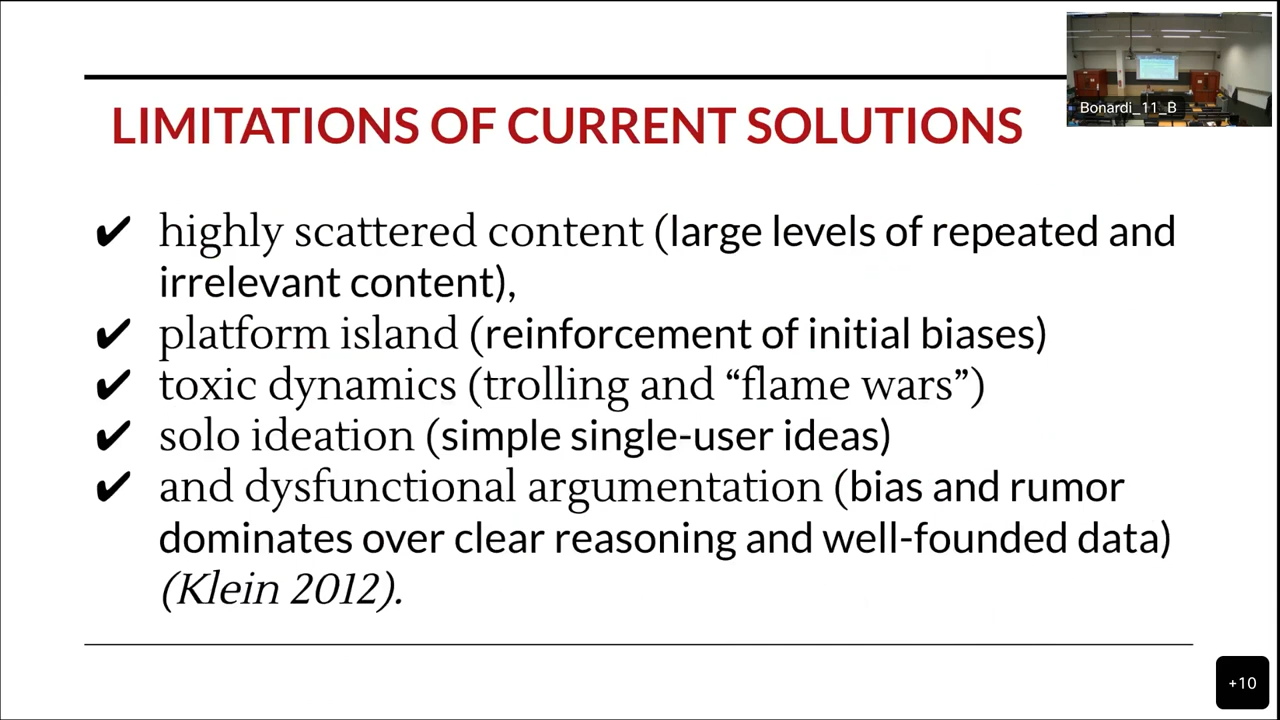 LIMITATIONS OF CURRENT SOLUTIONS
Bonardi_11_B
✔ highly scattered content (large levels of repeated and
irrelevant content),
✔ platform island (reinforcement of initial biases)
✔ toxic dynamics (trolling and “flame wars”)
✔ solo ideation (simple single-user ideas)
✔ and dysfunctional argumentation (bias and rumor
dominates over clear reasoning and well-founded data)
(Klein 2012).
+10